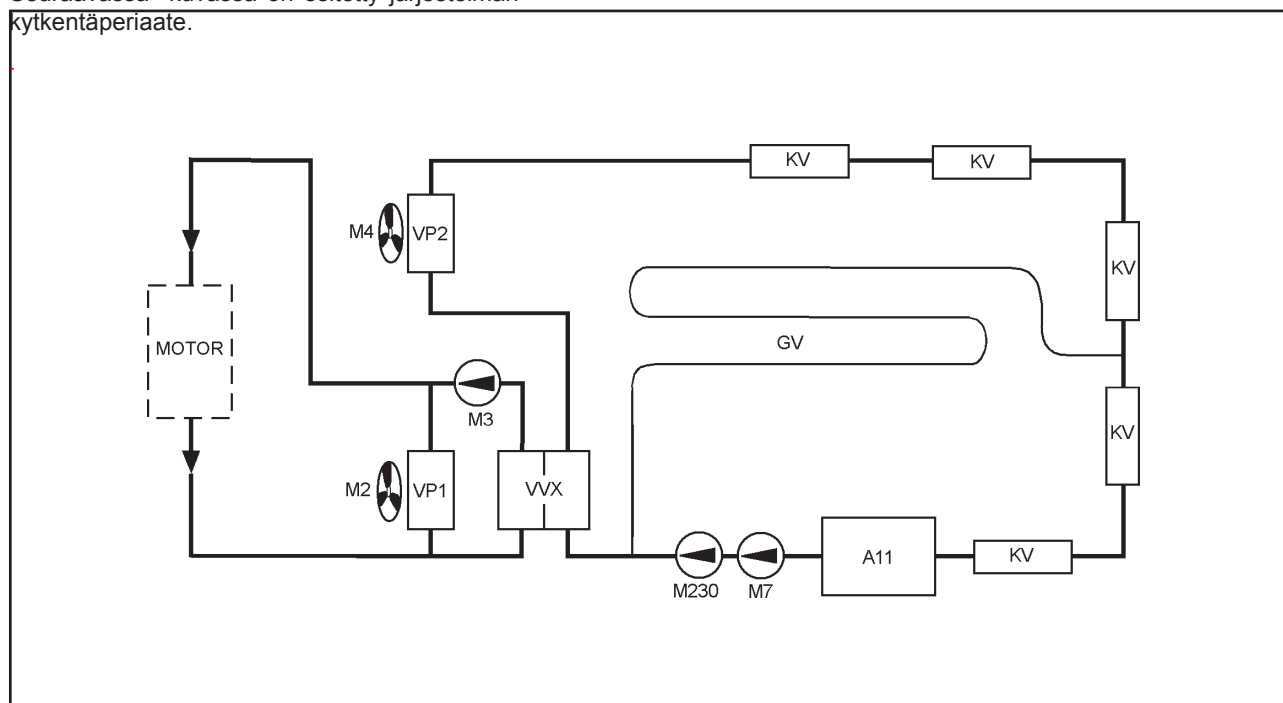 kytkentäperiaate.
KV
KV
M4
VP2
KV
MOTOR
GV
M3
KV
M2
VP1
VVX
A11
KV
M230
M7